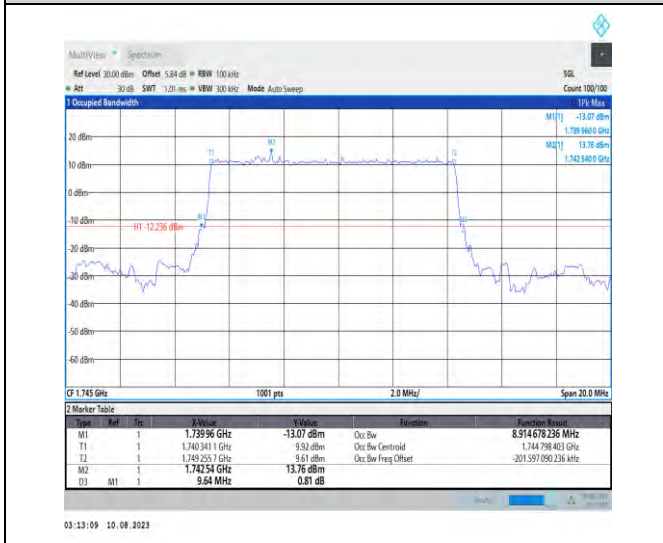 MultiView Spectrum
Ref Level 30.00 dBm Offset 5.84 dB RBW 100 kHz SGL
Att 30 dB SWT 1.01 ms VBW 300 kHz Mode Auto Sweep Count 100/100
1 Occupied Bandwidth 1Pk Max
M1[1] -13.07 dBm
1.739 960 0 GHz
M2[1] 13.76 dBm
1.742 540 0 GHz
20 dBm
M2
T1 T2
10 dBm
0 dBm
-10 dBm
M1
H1 -12.236 dBm
-20 dBm
-30 dBm
-40 dBm
-50 dBm
-60 dBm
CF 1.745 GHz 1001 pts 2.0 MHz/ Span 20.0 MHz
2 Marker Table
Type Ref Trc X-Value Y-Value Function Function Result
M1 1 1.739 96 GHz -13.07 dBm Occ Bw 8.914 678 236 MHz
T1 1 1.740 341 1 GHz 9.92 dBm Occ Bw Centroid 1.744 798 403 GHz
T2 1 1.749 255 7 GHz 9.61 dBm Occ Bw Freq Offset -201.597 090 236 kHz
M2 1 1.742 54 GHz 13.76 dBm
D3 M1 1 9.64 MHz 0.81 dB
03:13:09 10.08.2023